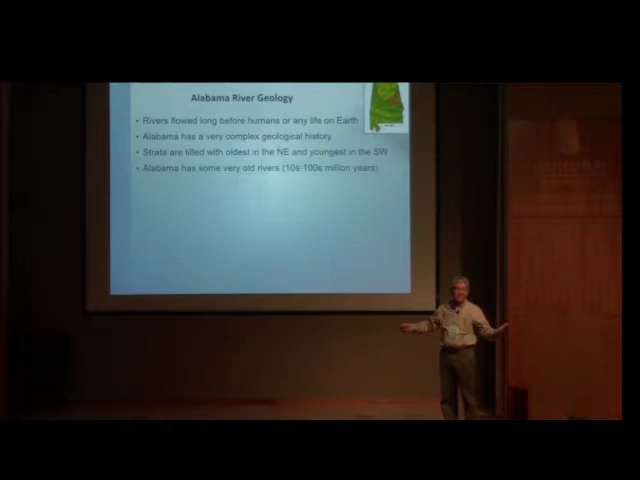 Alabama River Geology
• Rivers flowed long before humans or any life on Earth
• Alabama has a very complex geological history
• Strata are tilted with oldest in the NE and youngest in the SW
• Alabama has some very old rivers (10s-100s million years)